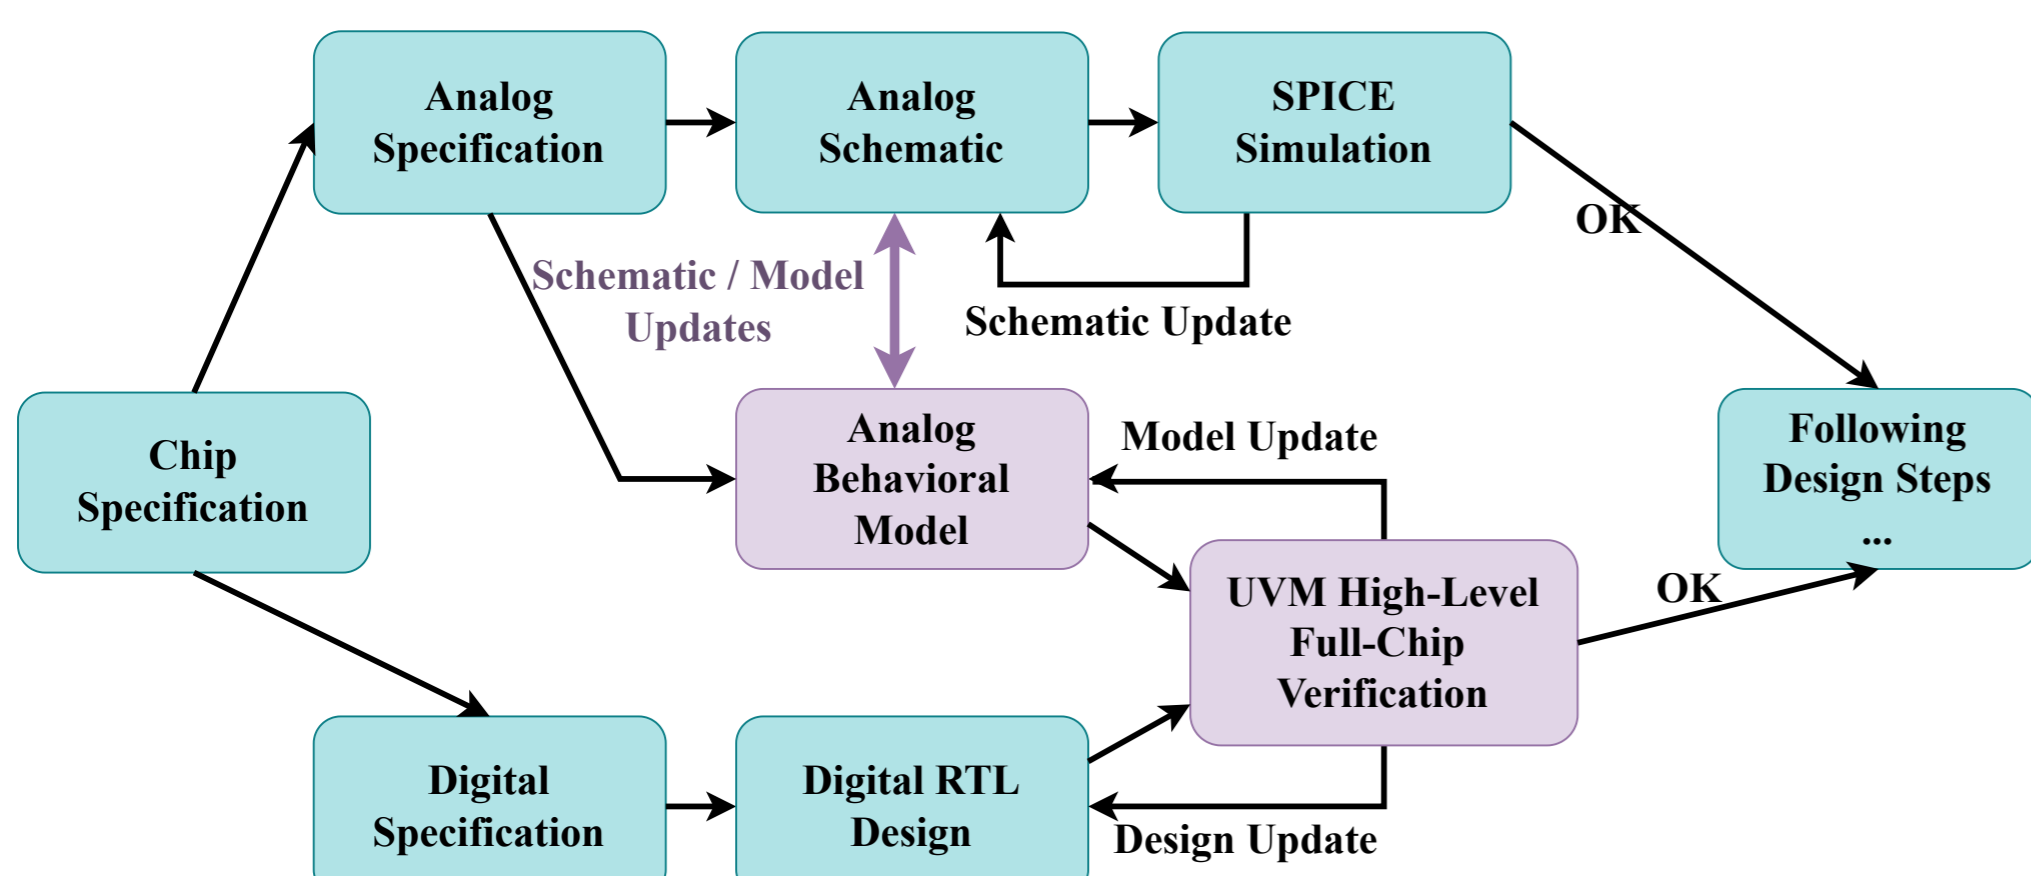 Analog
Specification
Analog
Schematic
SPICE
Simulation
OK
Schematic / Model
Updates
Schematic Update
Chip
Specification
Analog
Behavioral
Model
Model Update
Following
Design Steps
...
UVM High-Level
Full-Chip
Verification
OK
Digital
Specification
Digital RTL
Design
Design Update